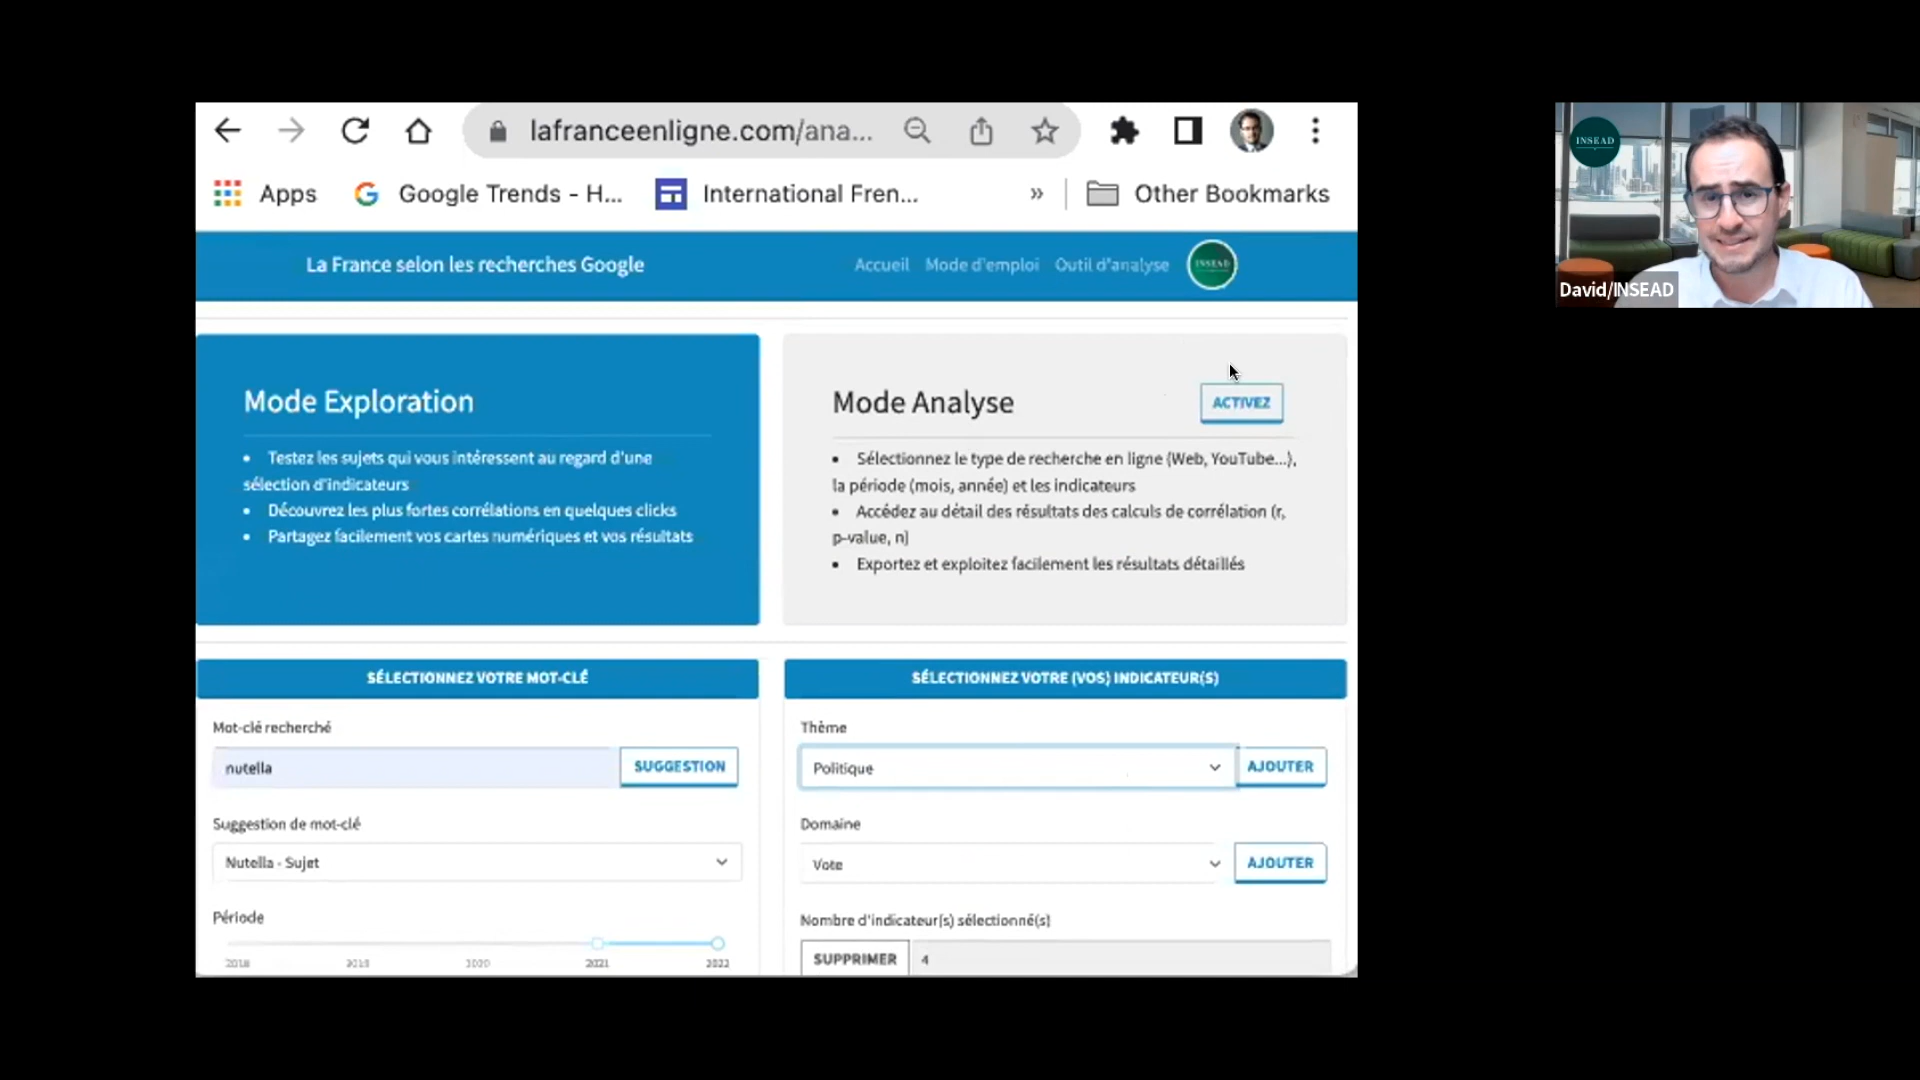 lafranceenligne.com/ana...
Apps
Google Trends - H...
International Fren...
»
Other Bookmarks
La France selon les recherches Google
Accueil
Mode d'emploi
Outil d'analyse
INSEAD
Mode Exploration
• Testez les sujets qui vous intéressent au regard d'une
sélection d'indicateurs
• Découvrez les plus fortes corrélations en quelques clicks
• Partagez facilement vos cartes numériques et vos résultats
Mode Analyse
ACTIVEZ
• Sélectionnez le type de recherche en ligne (Web, YouTube...),
la période (mois, année) et les indicateurs
• Accédez au détail des résultats des calculs de corrélation (r,
p-value, n)
• Exportez et exploitez facilement les résultats détaillés
SÉLECTIONNEZ VOTRE MOT-CLÉ
Mot-clé recherché
nutella
SUGGESTION
Suggestion de mot-clé
Nutella - Sujet
Période
2018
2019
2020
2021
2022
SÉLECTIONNEZ VOTRE (VOS) INDICATEUR(S)
Thème
Politique
AJOUTER
Domaine
Vote
AJOUTER
Nombre d'indicateur(s) sélectionné(s)
SUPPRIMER
4
INSEAD
David/INSEAD